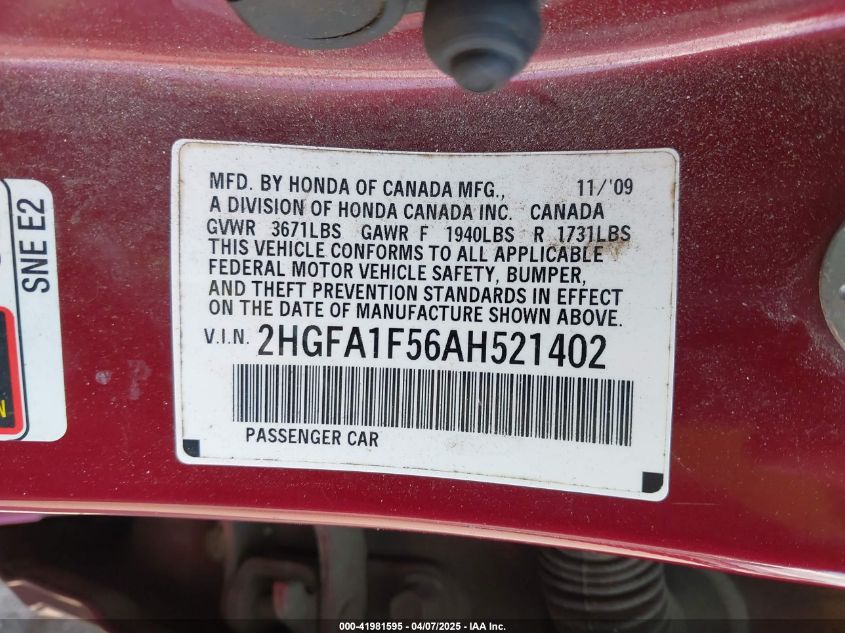 MFD. BY HONDA OF CANADA MFG., 11/'09
A DIVISION OF HONDA CANADA INC. CANADA
GVWR 3671LBS GAWR F 1940LBS R 1731LBS
THIS VEHICLE CONFORMS TO ALL APPLICABLE
FEDERAL MOTOR VEHICLE SAFETY, BUMPER,
AND THEFT PREVENTION STANDARDS IN EFFECT
ON THE DATE OF MANUFACTURE SHOWN ABOVE.
V.I.N. 2HGFA1F56AH521402
PASSENGER CAR
SNE E2
000-41981595 - 04/07/2025 - IAA Inc.